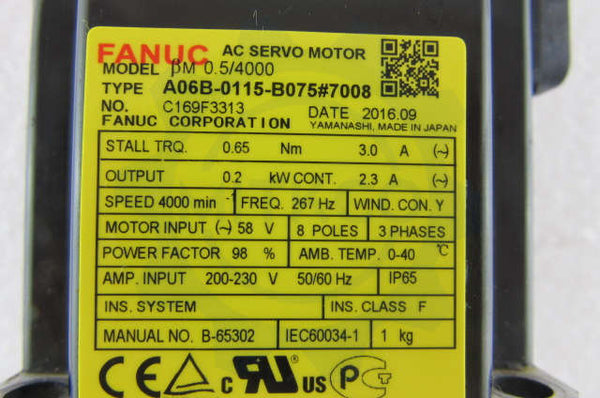 FANUC AC SERVO MOTOR
MODEL βM 0.5/4000
TYPE A06B-0115-B075#7008
NO. C169F3313 DATE 2016.09
FANUC CORPORATION YAMANASHI, MADE IN JAPAN
STALL TRQ. 0.65 Nm 3.0 A (~)
OUTPUT 0.2 kW CONT. 2.3 A (~)
SPEED 4000 min -1 FREQ. 267 Hz WIND. CON. Y
MOTOR INPUT (~) 58 V 8 POLES 3 PHASES
POWER FACTOR 98 % AMB. TEMP. 0-40 ℃
AMP. INPUT 200-230 V 50/60 Hz IP65
INS. SYSTEM INS. CLASS F
MANUAL NO. B-65302 IEC60034-1 1 kg
CE c RU US PCT